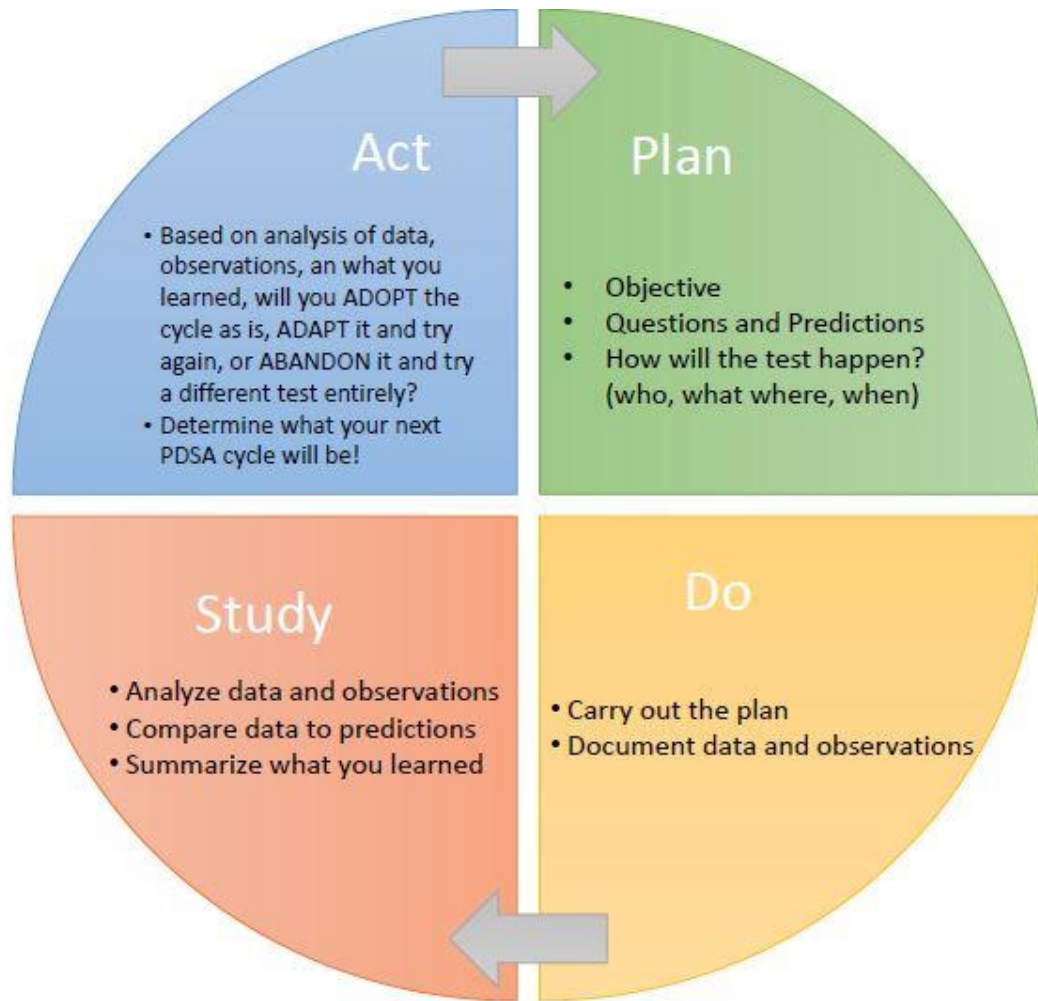 Act
• Based on analysis of data,
observations, an what you
learned, will you ADOPT the
cycle as is, ADAPT it and try
again, or ABANDON it and try
a different test entirely?
• Determine what your next
PDSA cycle will be!
Plan
• Objective
• Questions and Predictions
• How will the test happen?
(who, what where, when)
Study
• Analyze data and observations
• Compare data to predictions
• Summarize what you learned
Do
• Carry out the plan
• Document data and observations